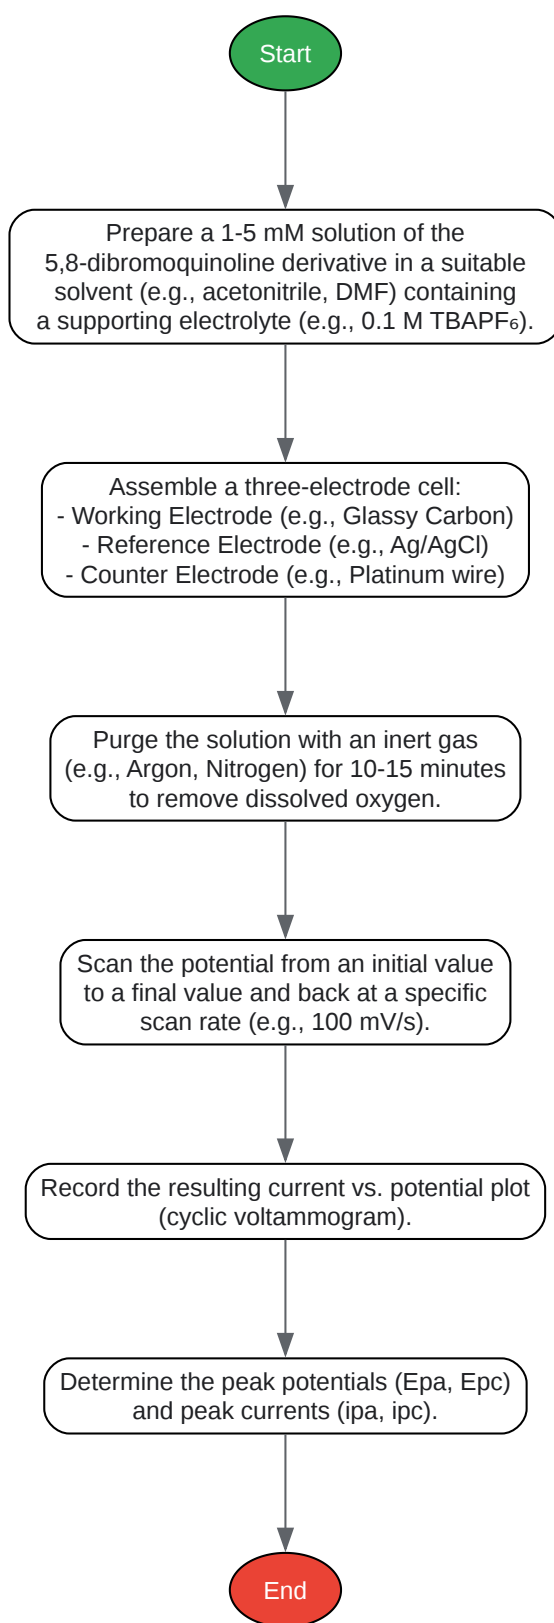 Start
Prepare a 1-5 mM solution of the
5,8-dibromoquinoline derivative in a suitable
solvent (e.g., acetonitrile, DMF) containing
a supporting electrolyte (e.g., 0.1 M TBAPF₆).
Assemble a three-electrode cell:
- Working Electrode (e.g., Glassy Carbon)
- Reference Electrode (e.g., Ag/AgCl)
- Counter Electrode (e.g., Platinum wire)
Purge the solution with an inert gas
(e.g., Argon, Nitrogen) for 10-15 minutes
to remove dissolved oxygen.
Scan the potential from an initial value
to a final value and back at a specific
scan rate (e.g., 100 mV/s).
Record the resulting current vs. potential plot
(cyclic voltammogram).
Determine the peak potentials (Epa, Epc)
and peak currents (ipa, ipc).
End